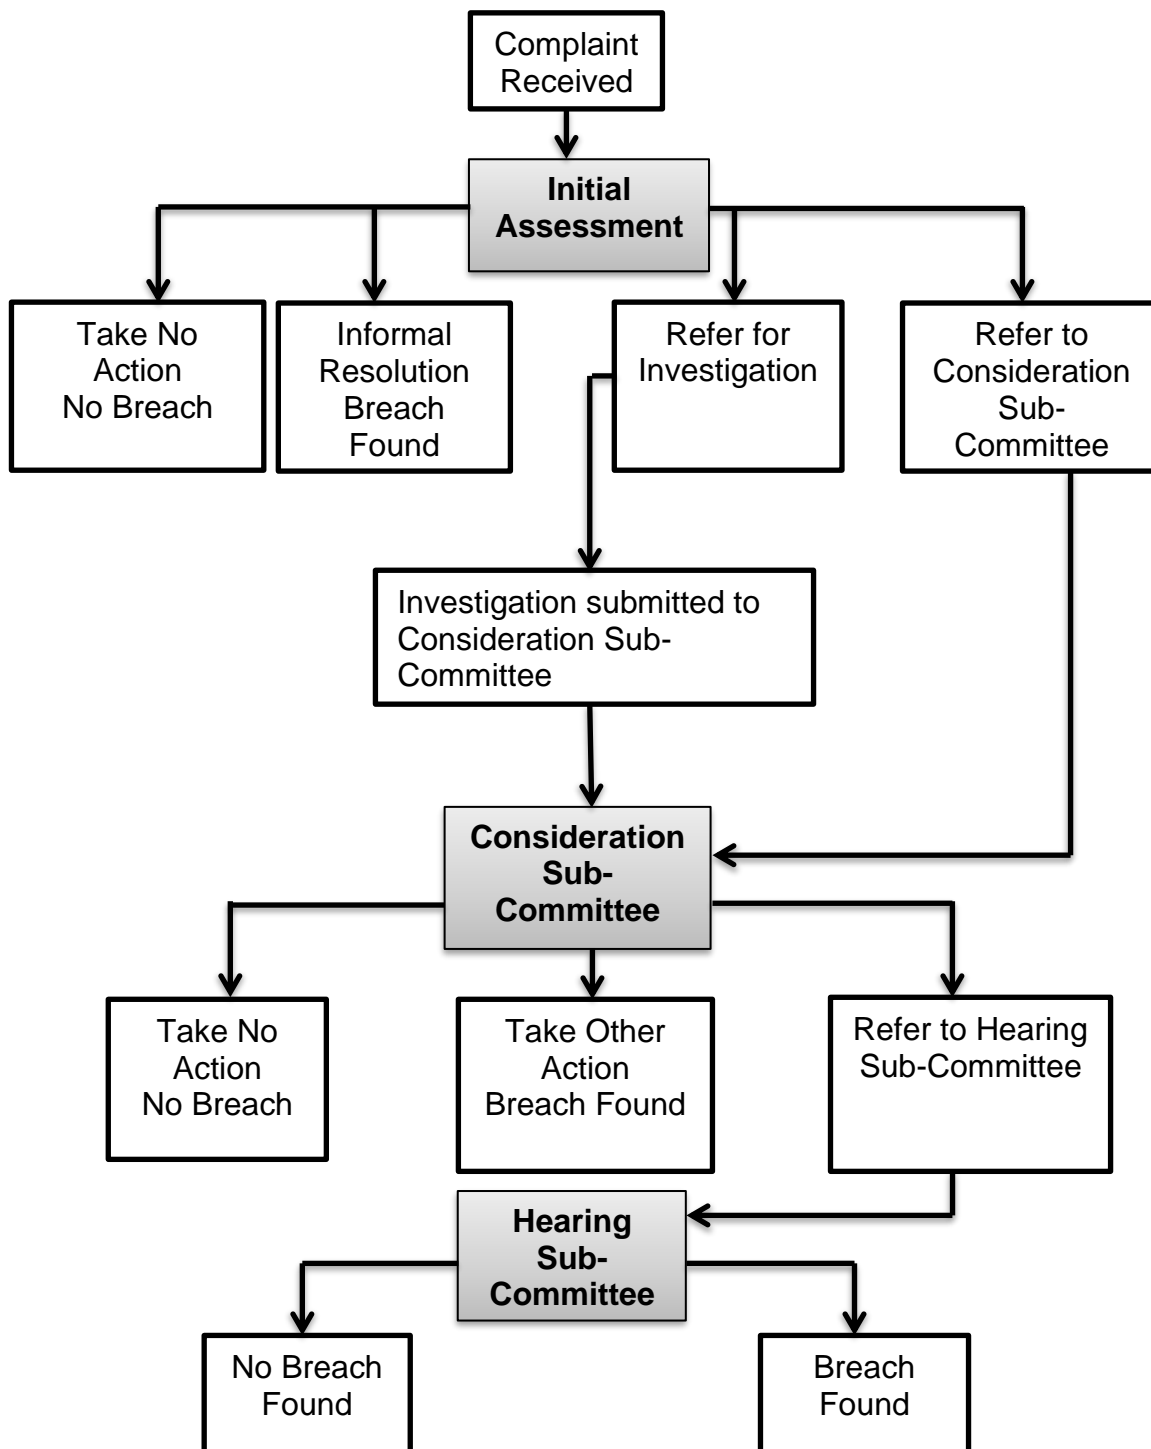 Complaint
Received
Initial
Assessment
Take No
Action
No Breach
Informal
Resolution
Breach
Found
Refer for
Investigation
Refer to
Consideration
Sub-
Committee
Investigation submitted to
Consideration Sub-
Committee
Consideration
Sub-
Committee
Take No
Action
No Breach
Take Other
Action
Breach Found
Refer to Hearing
Sub-Committee
Hearing
Sub-
Committee
No Breach
Found
Breach
Found